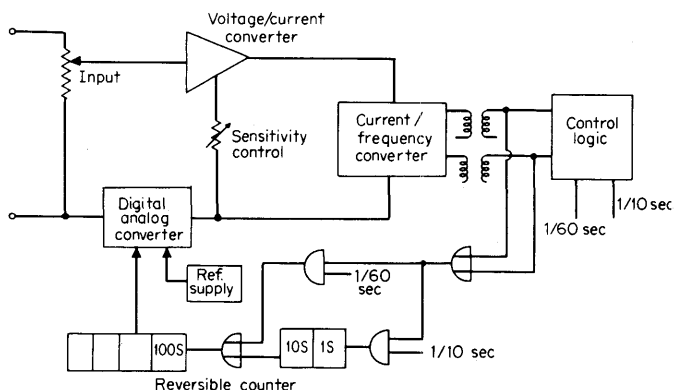 Voltage/current
converter
Input
Sensitivity
control
Current/
frequency
converter
Control
logic
1/10 sec
1/60 sec
Digital
analog
converter
Ref.
supply
1/60
sec
100S
10S 1S
1/10 sec
Reversible counter